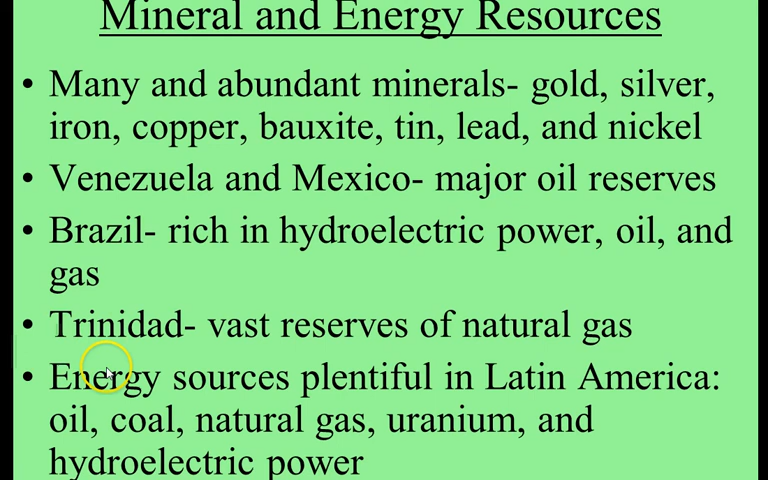 Mineral and Energy Resources
• Many and abundant minerals- gold, silver,
iron, copper, bauxite, tin, lead, and nickel
• Venezuela and Mexico- major oil reserves
• Brazil- rich in hydroelectric power, oil, and
gas
• Trinidad- vast reserves of natural gas
• Energy sources plentiful in Latin America:
oil, coal, natural gas, uranium, and
hydroelectric power